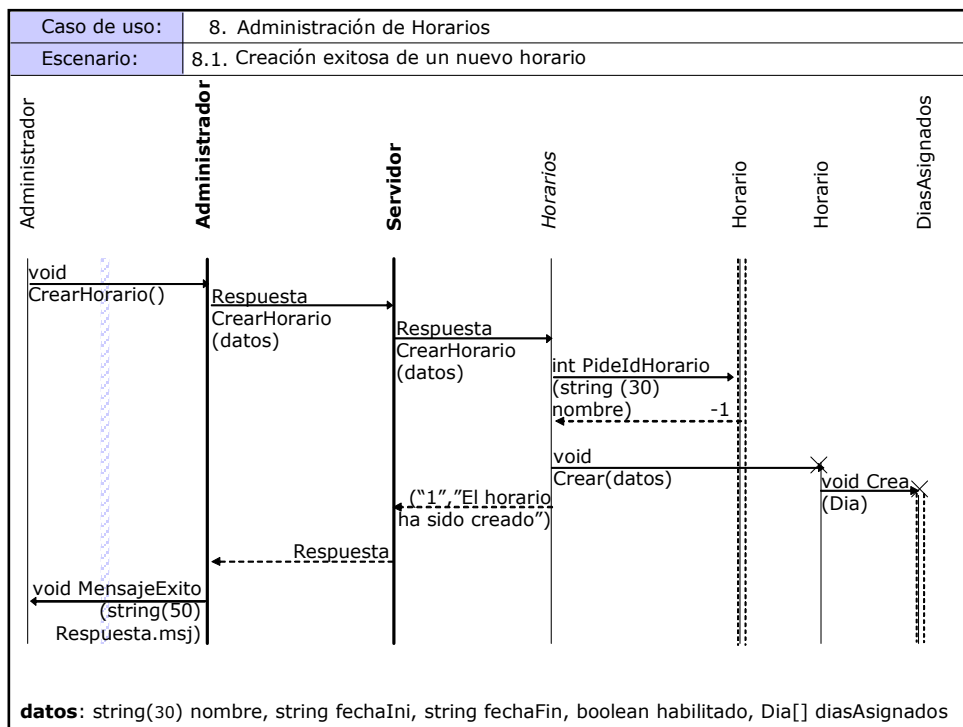 Caso de uso: 8. Administración de Horarios
Escenario: 8.1. Creación exitosa de un nuevo horario
Administrador
Administrador
Servidor
Horarios
Horario
Horario
DiasAsignados
void
CrearHorario()
Respuesta
CrearHorario
(datos)
Respuesta
CrearHorario
(datos)
int PideIdHorario
(string (30)
nombre)
-1
void
Crear(datos)
void Crea
(Dia)
(“1”,”El horario
ha sido creado”)
Respuesta
void MensajeExito
(string(50)
Respuesta.msj)
datos: string(30) nombre, string fechaIni, string fechaFin, boolean habilitado, Dia[] diasAsignados